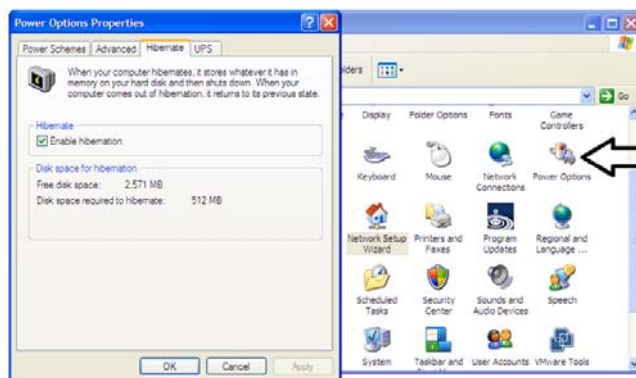 Power Options Properties
Power Schemes
Advanced
Hibernate
UPS
When your computer hibernates, it stores whatever it has in
memory on your hard disk and then shuts down. When your
computer comes out of hibernation, it returns to its previous state.
Hibernate
Enable hibernation
Disk space for hibernation
Free disk space: 2.571 MB
Disk space required to hibernate: 512 MB
OK
Cancel
Apply
olders
Go
Display
Folder Options
Fonts
Game
Controllers
Keyboard
Mouse
Network
Connections
Power Options
Network Setup
Wizard
Printers and
Faxes
Program
Updates
Regional and
Language ...
Scheduled
Tasks
Security
Center
Sounds and
Audio Devices
Speech
System
Taskbar and
User Accounts
VMware Tools